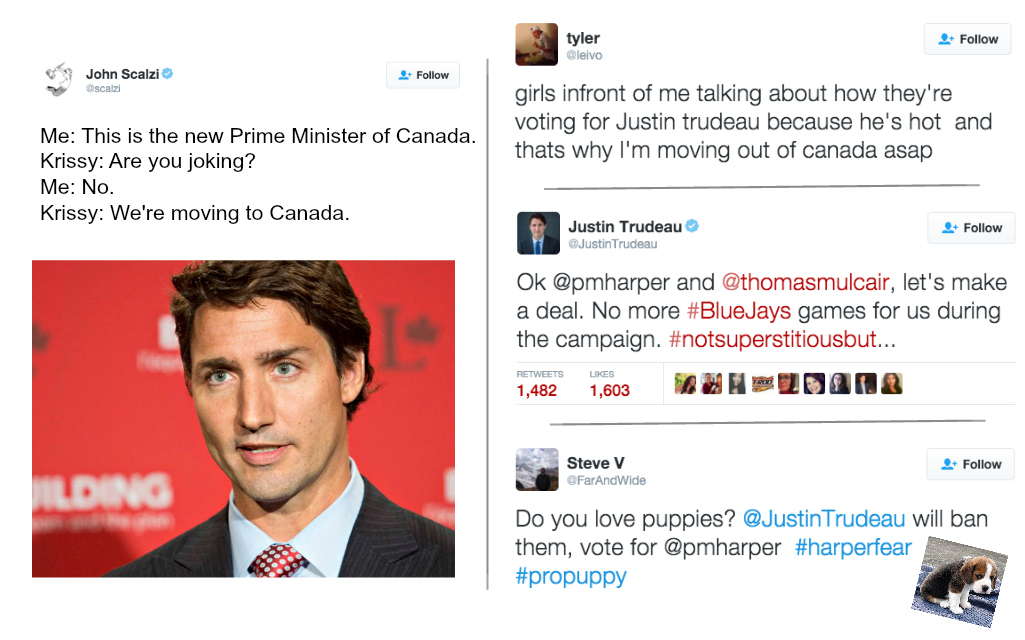 John Scalzi
@scalzi
Follow
Me: This is the new Prime Minister of Canada.
Krissy: Are you joking?
Me: No.
Krissy: We're moving to Canada.
L
UILDING
tyler
@leivo
Follow
girls infront of me talking about how they're
voting for Justin trudeau because he's hot and
thats why I'm moving out of canada asap
Justin Trudeau
@JustinTrudeau
Follow
Ok @pmharper and @thomasmulcair, let's make
a deal. No more #BlueJays games for us during
the campaign. #notsuperstitiousbut...
RETWEETS LIKES
1,482 1,603
Steve V
@FarAndWide
Follow
Do you love puppies? @JustinTrudeau will ban
them, vote for @pmharper #harperfear
#propuppy